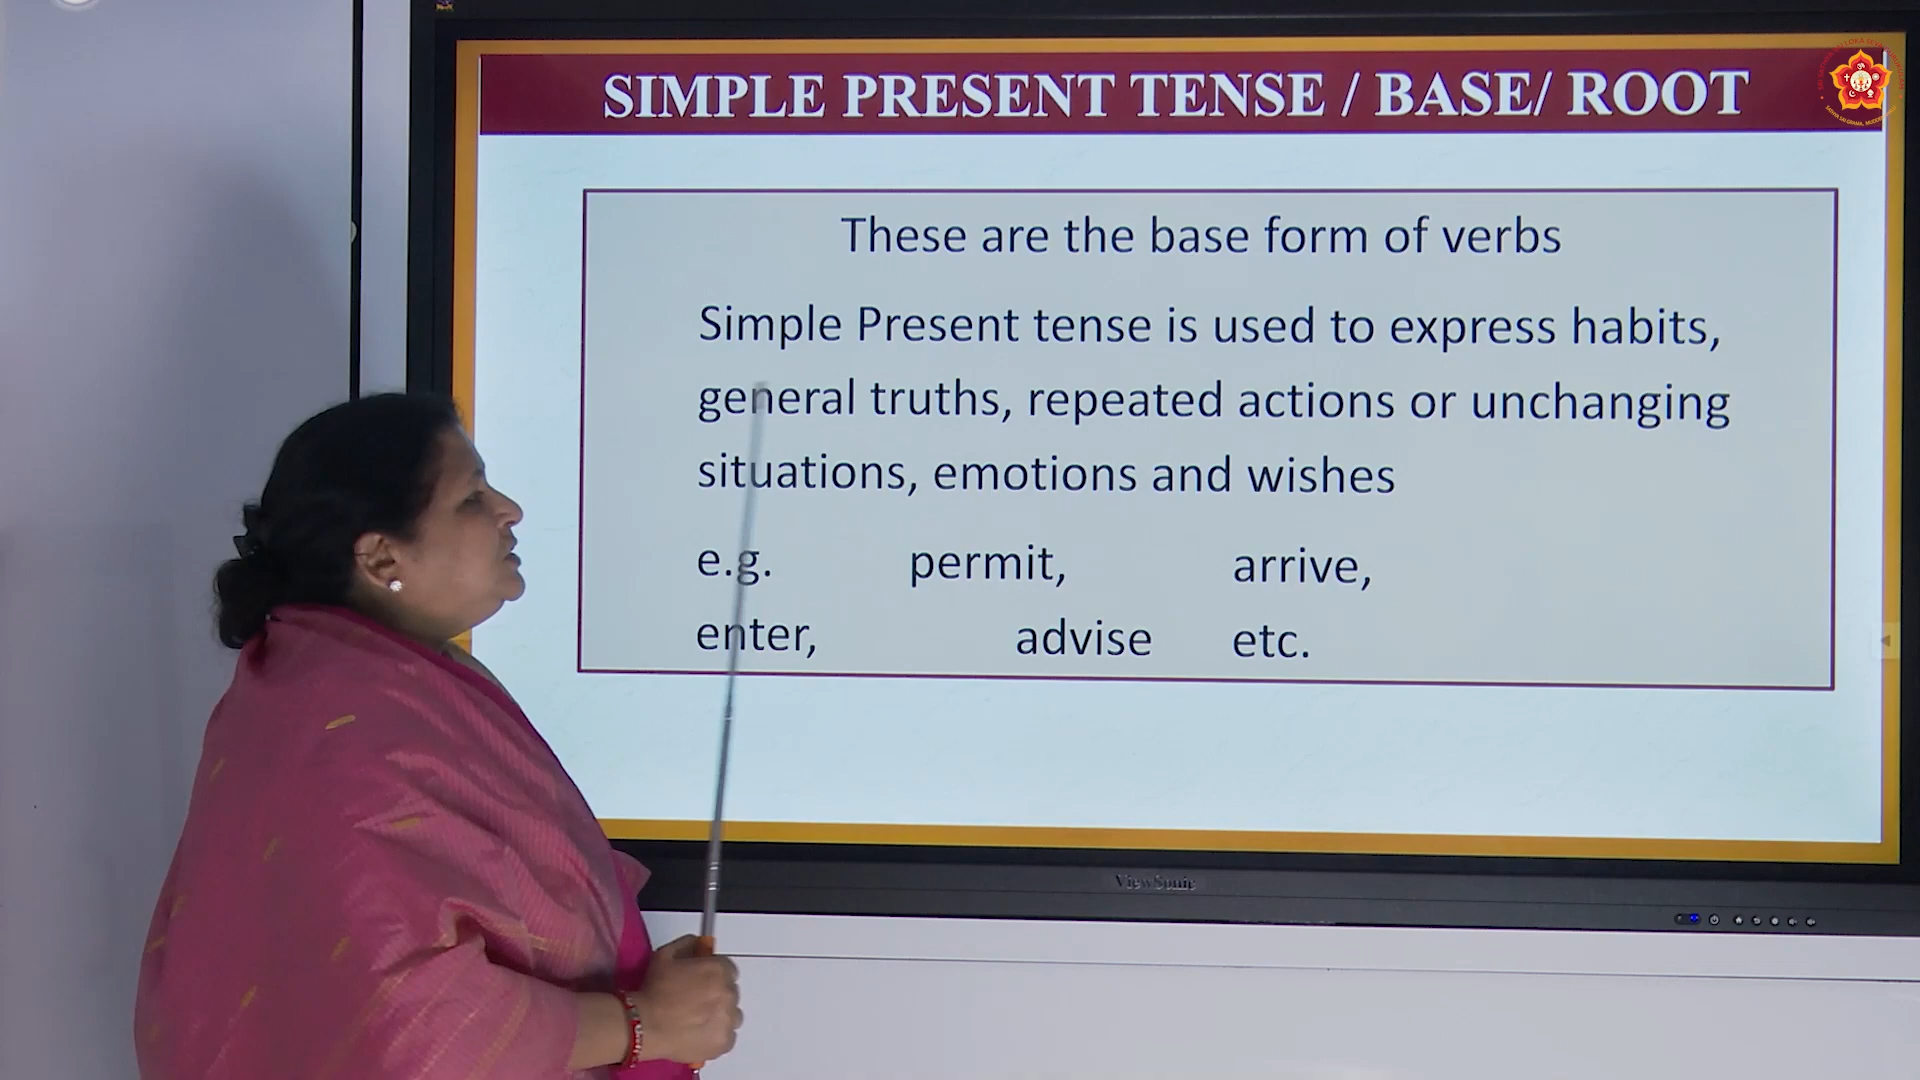 SIMPLE PRESENT TENSE / BASE/ ROOT
These are the base form of verbs
Simple Present tense is used to express habits,
general truths, repeated actions or unchanging
situations, emotions and wishes
e.g. permit, arrive,
enter, advise etc.
ViewSonic